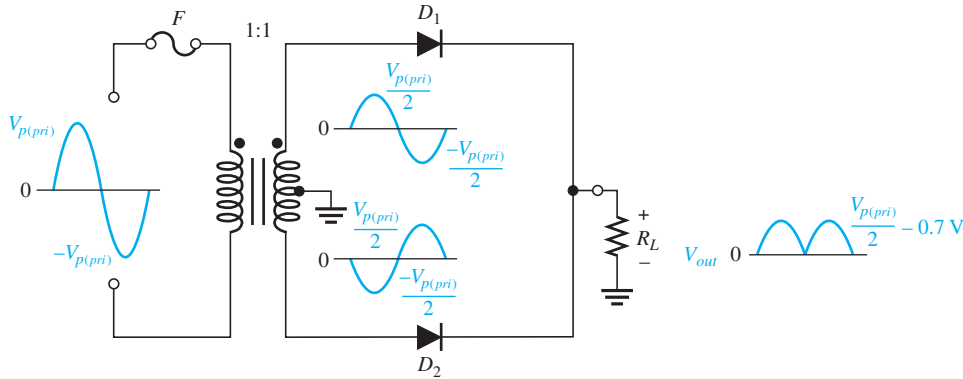 F
1:1
D1
Vp(pri)
0
−Vp(pri)
Vp(pri)/2
0
−Vp(pri)/2
Vp(pri)/2
0
−Vp(pri)/2
D2
+
RL
−
Vout 0
Vp(pri)/2 − 0.7 V